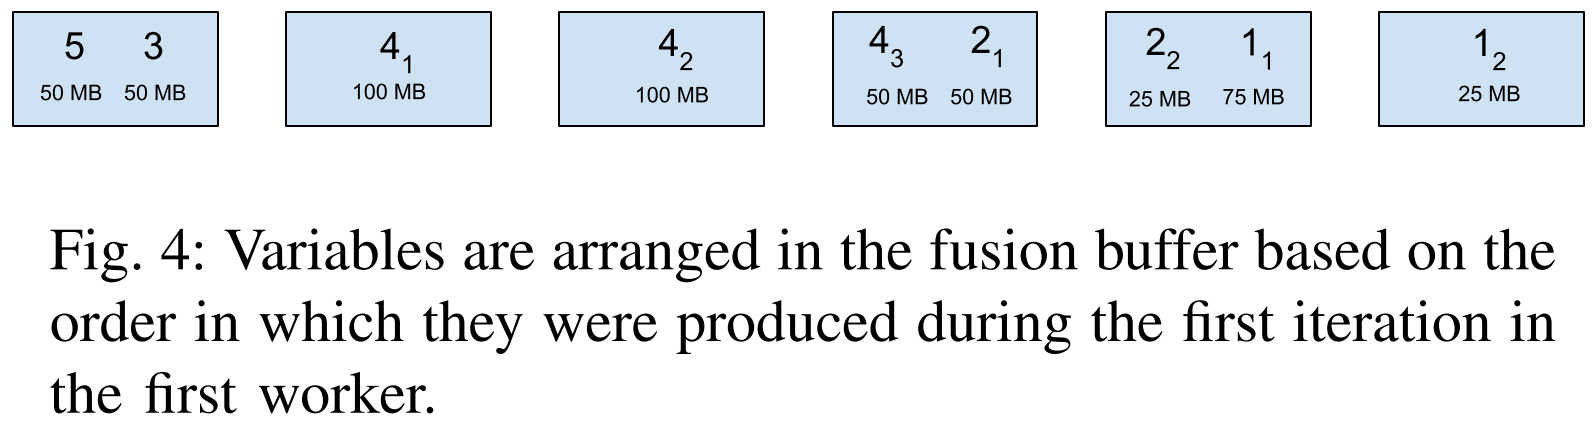 5 3 4₁ 4₂ 4₃ 2₁ 2₂ 1₁ 1₂
50 MB 50 MB 100 MB 100 MB 50 MB 50 MB 25 MB 75 MB 25 MB
Fig. 4: Variables are arranged in the fusion buffer based on the
order in which they were produced during the first iteration in
the first worker.